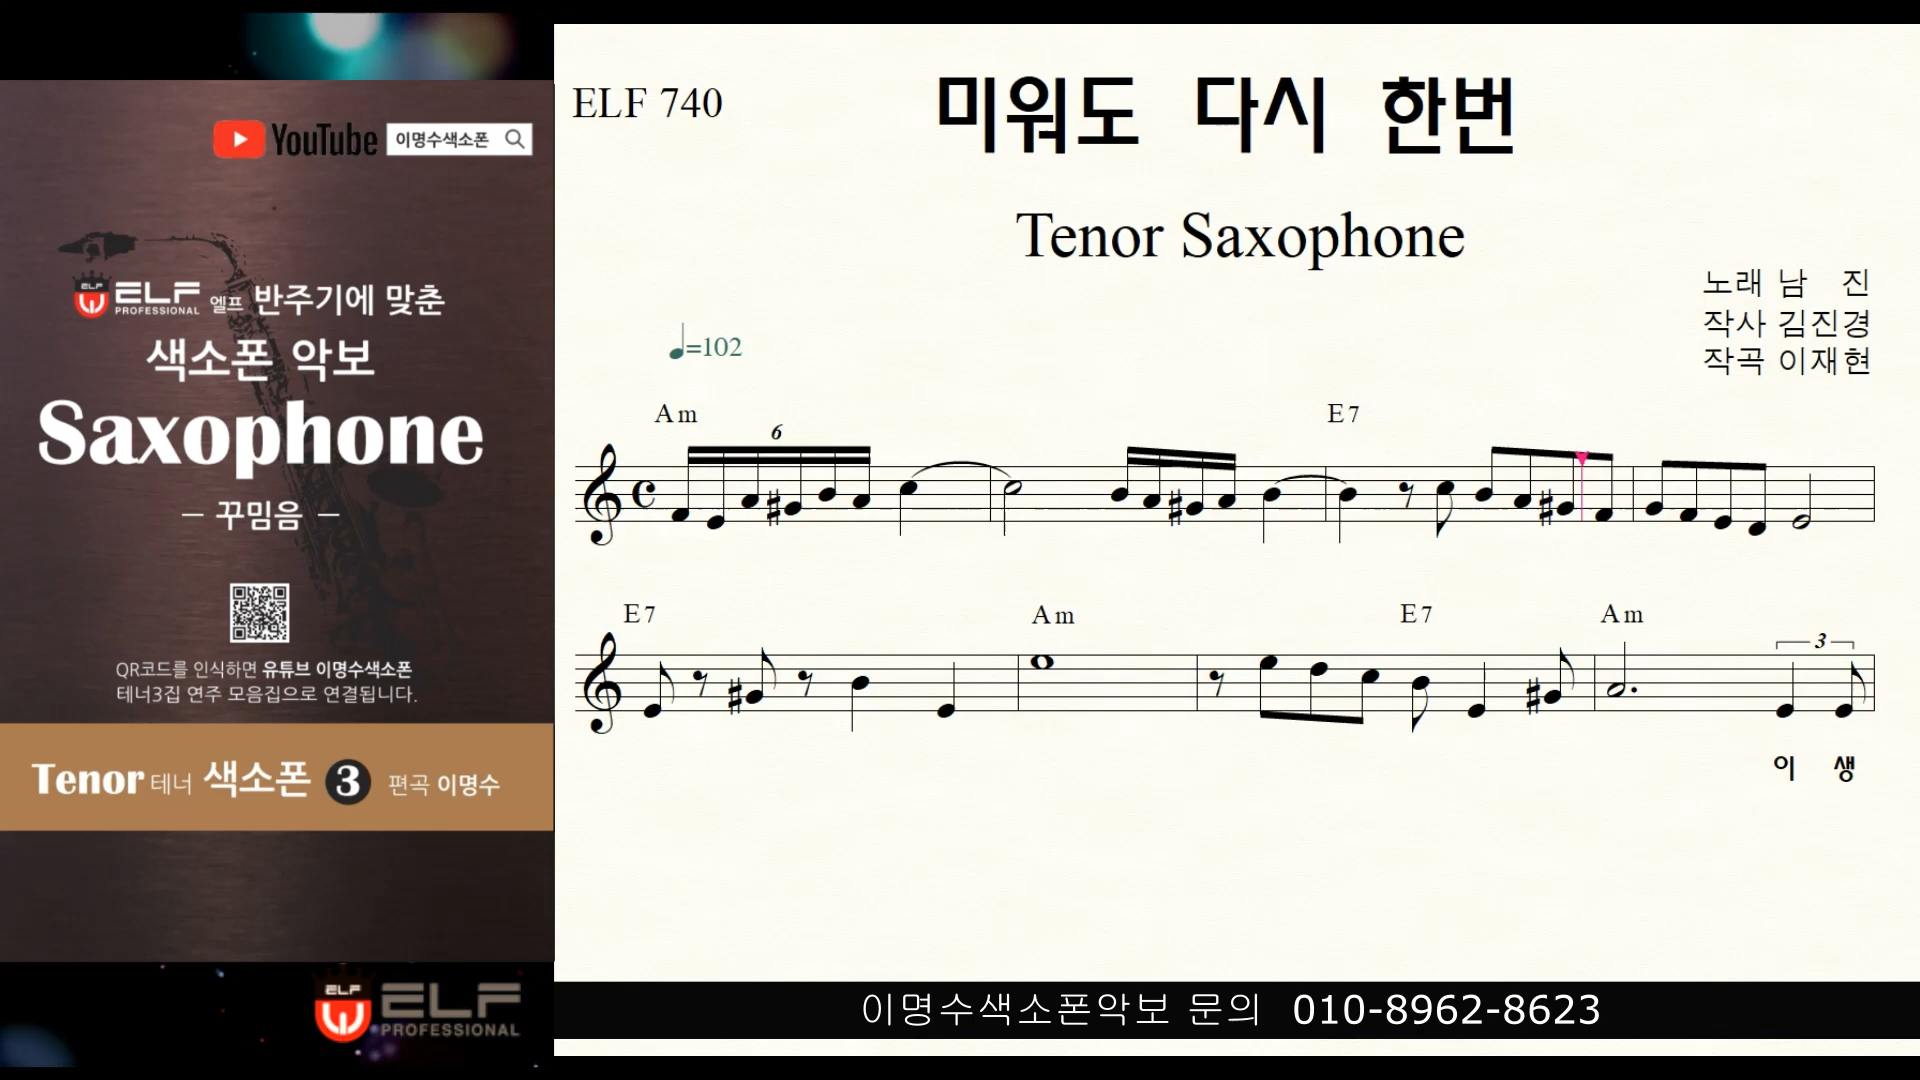 YouTube 이명수색소폰
ELF PROFESSIONAL 엘프 반주기에 맞춘
색소폰 악보
Saxophone
- 꾸밈음 -
QR코드를 인식하면 유튜브 이명수색소폰
테너3집 연주 모음집으로 연결됩니다.
Tenor 테너 색소폰 3 편곡 이명수
ELF ELF
PROFESSIONAL
ELF 740
미워도 다시 한번
Tenor Saxophone
노래 남 진
작사 김진경
작곡 이재현
=102
Am E7
6
E7 Am E7 Am
3
이 생
이명수색소폰악보 문의 010-8962-8623